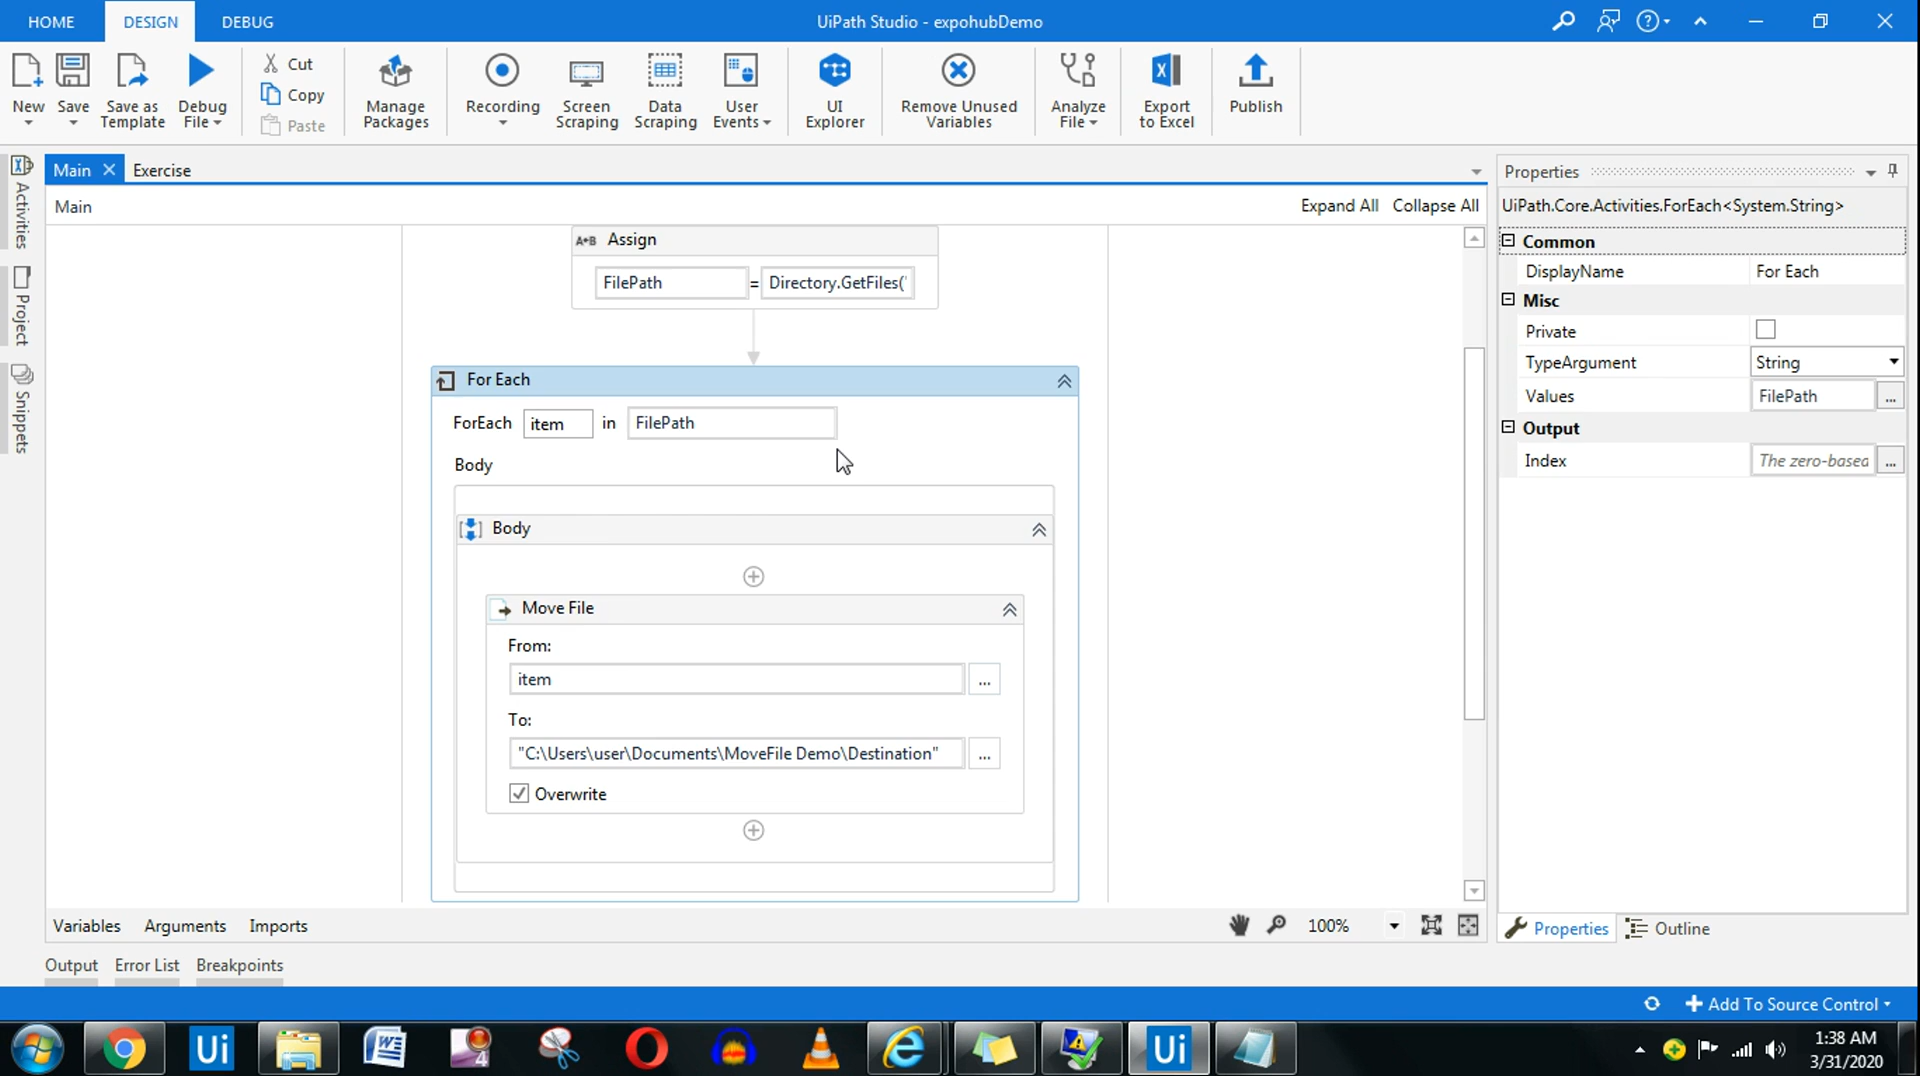 HOME DESIGN DEBUG UiPath Studio - expohubDemo
New Save Save as Template Debug File
Cut
Copy
Paste
Manage Packages
Recording
Screen Scraping
Data Scraping
User Events
UI Explorer
Remove Unused Variables
Analyze File
Export to Excel
Publish
Activities
Project
Snippets
Main Exercise
Main Expand All Collapse All
A+B Assign
FilePath = Directory.GetFiles('
For Each
ForEach item in FilePath
Body
Body
Move File
From:
item ...
To:
"C:\Users\user\Documents\MoveFile Demo\Destination" ...
Overwrite
Variables Arguments Imports 100%
Output Error List Breakpoints
Properties
UiPath.Core.Activities.ForEach<System.String>
Common
DisplayName For Each
Misc
Private
TypeArgument String
Values FilePath ...
Output
Index The zero-based ...
Properties Outline
Add To Source Control
Ui
W
4
Ui
1:38 AM
3/31/2020